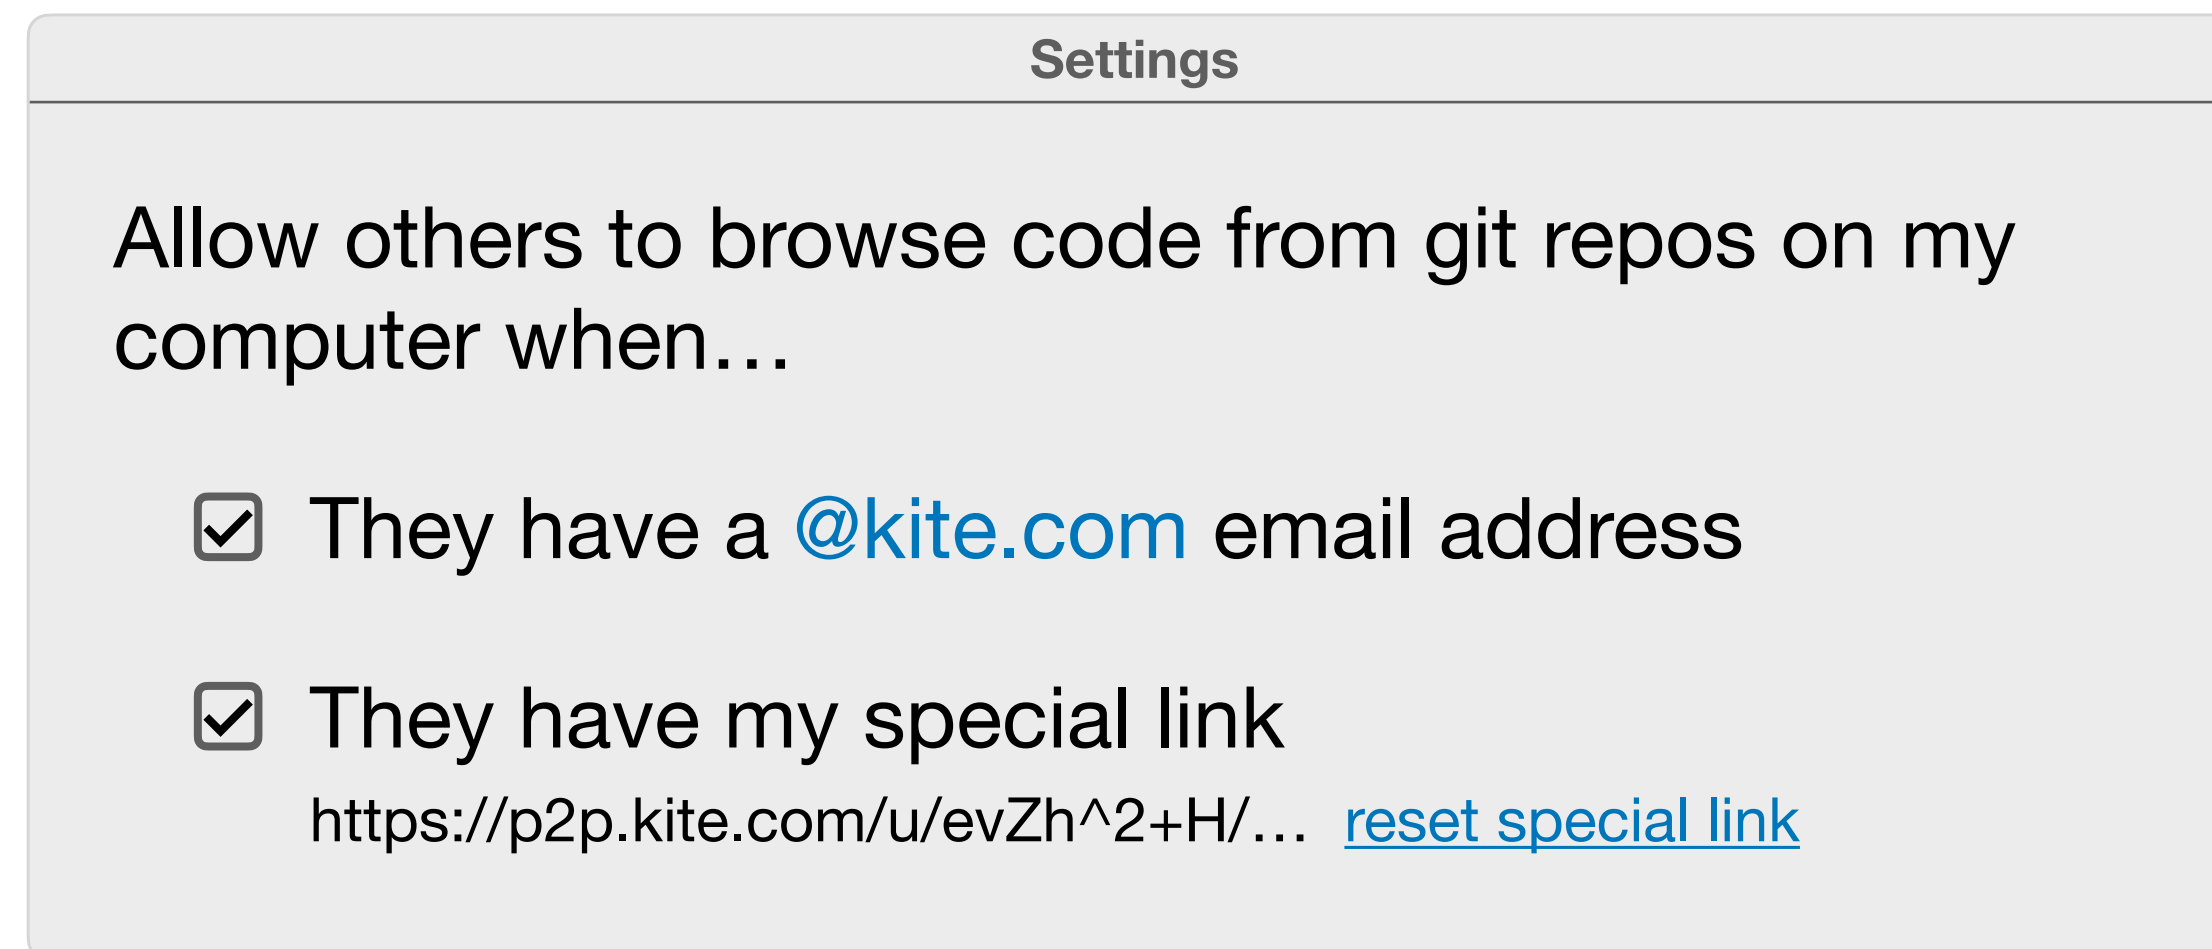 Settings
Allow others to browse code from git repos on my
computer when…
They have a @kite.com email address
They have my special link
https://p2p.kite.com/u/evZh^2+H/… reset special link